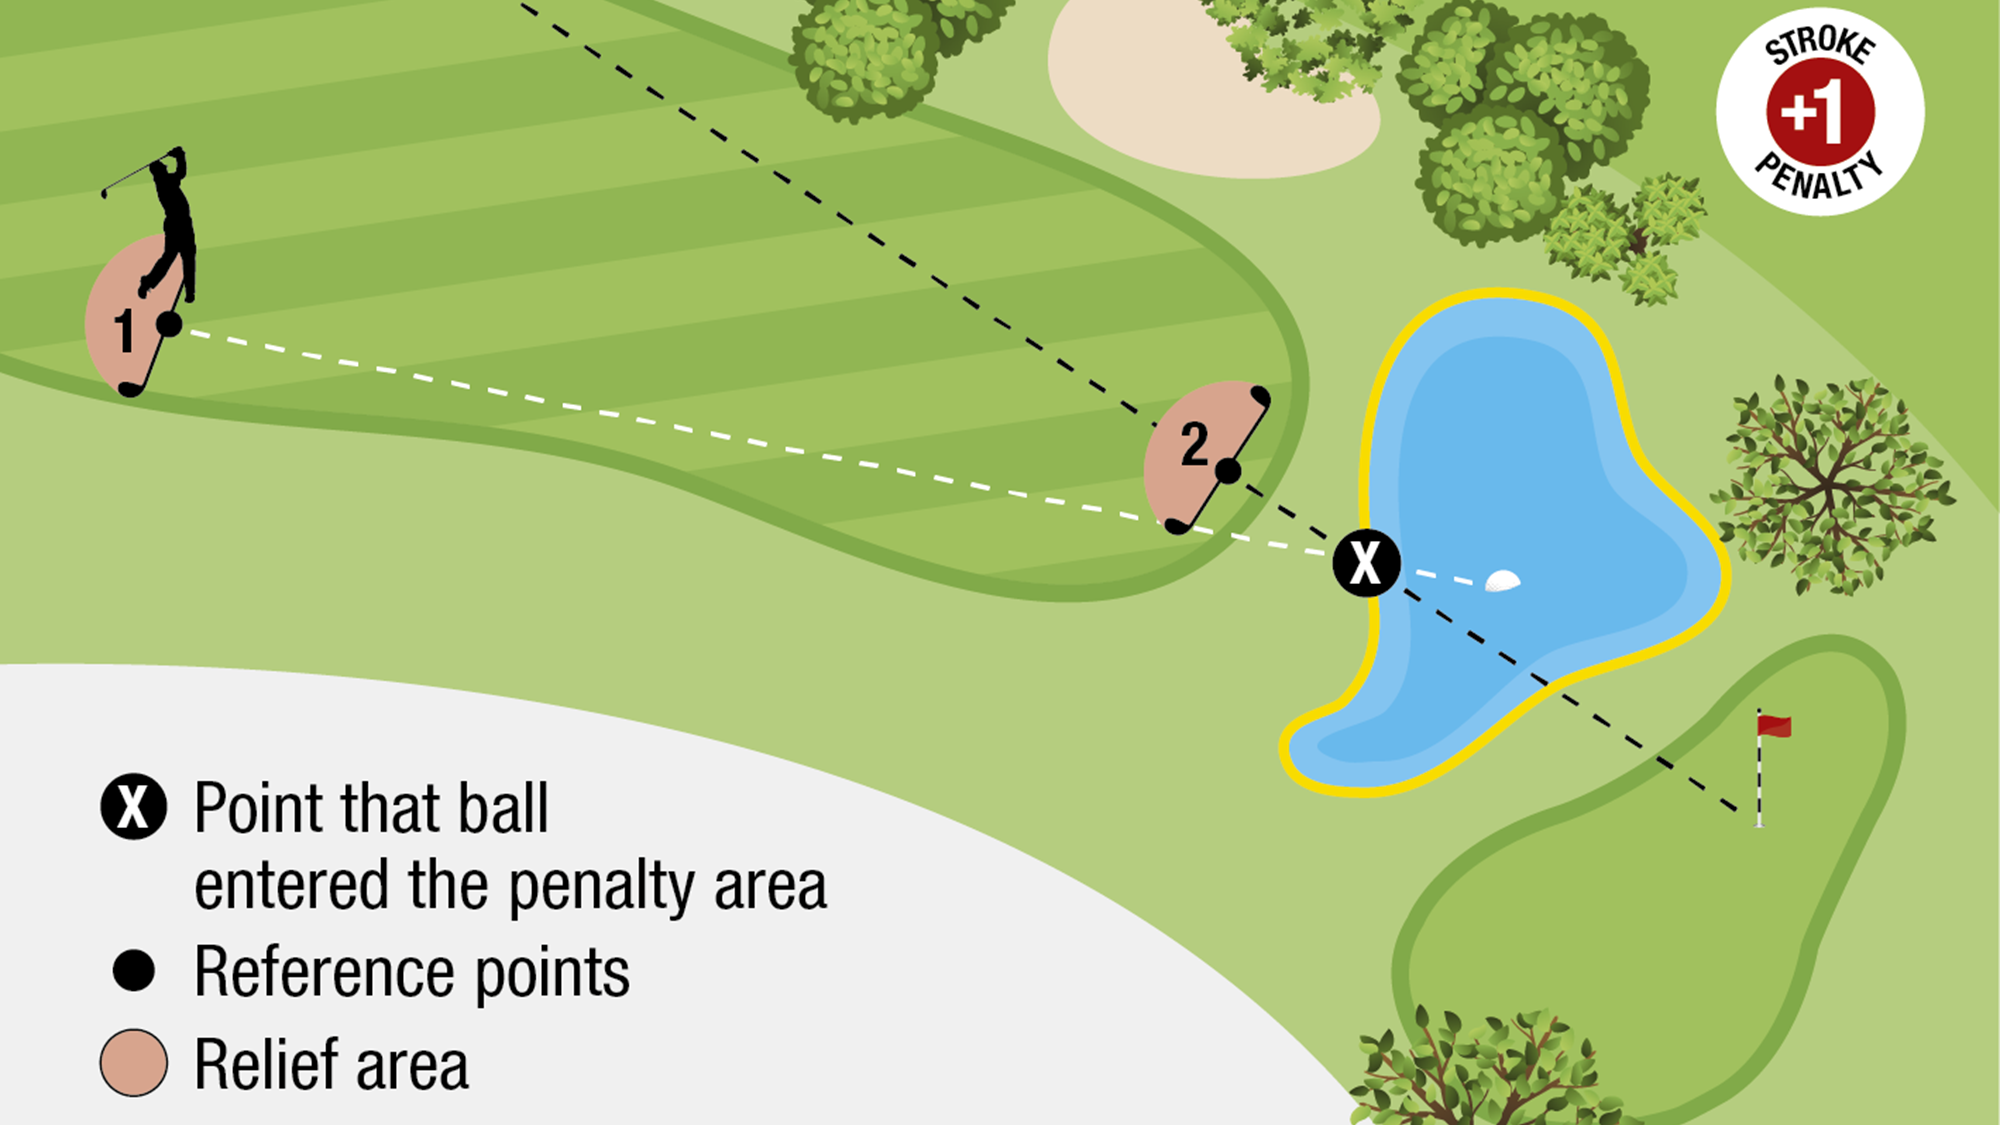 STROKE
+1
PENALTY
1
2
X
X Point that ball
entered the penalty area
Reference points
Relief area